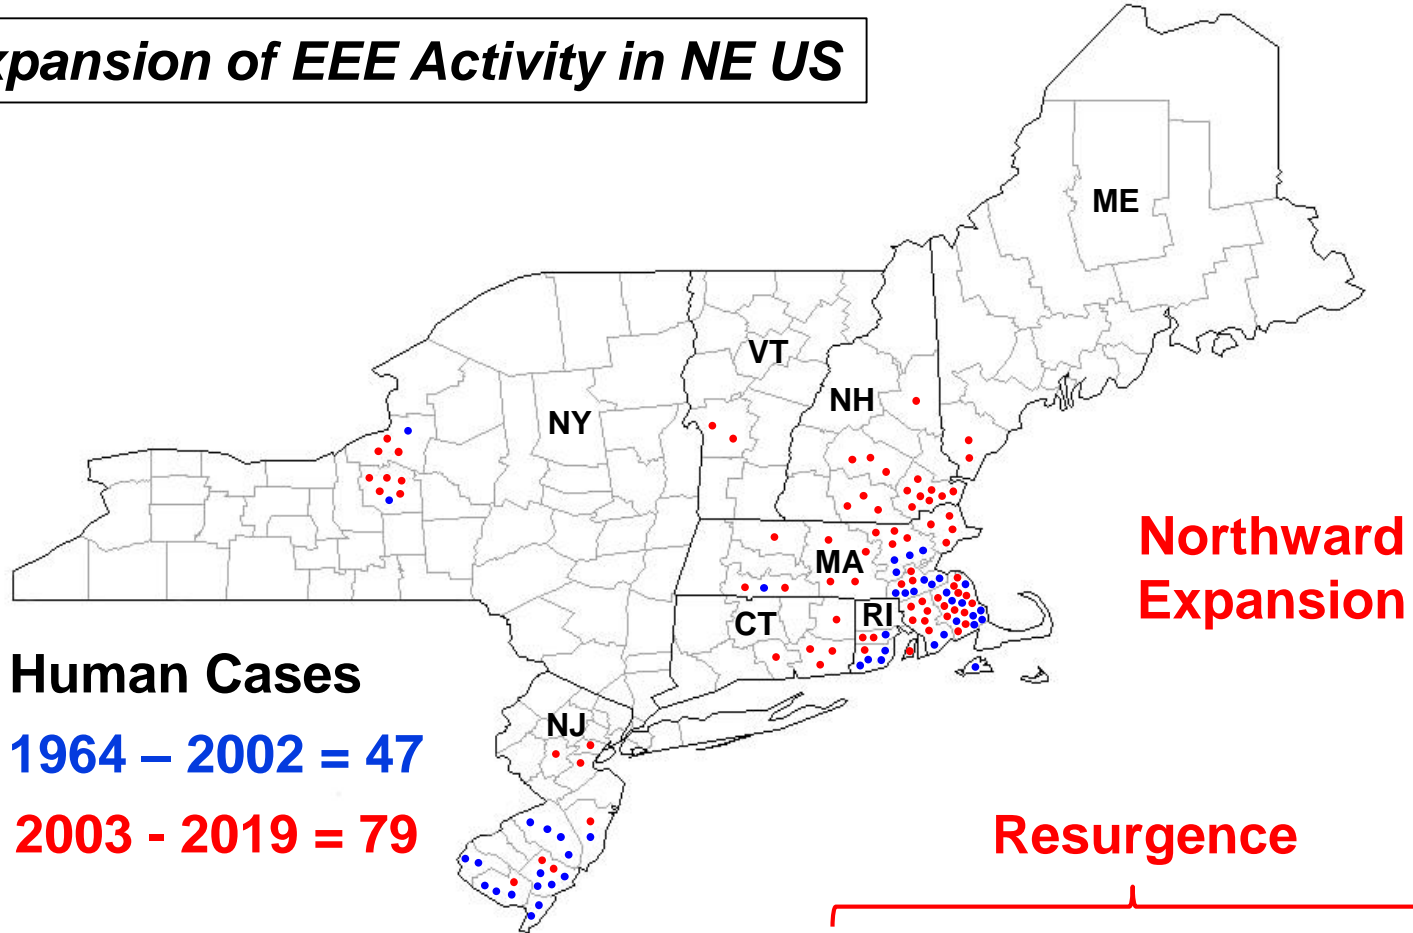 xpansion of EEE Activity in NE US
ME
VT
NH
NY
MA
CT
RI
NJ
Northward
Expansion
Human Cases
1964 – 2002 = 47
2003 - 2019 = 79
Resurgence